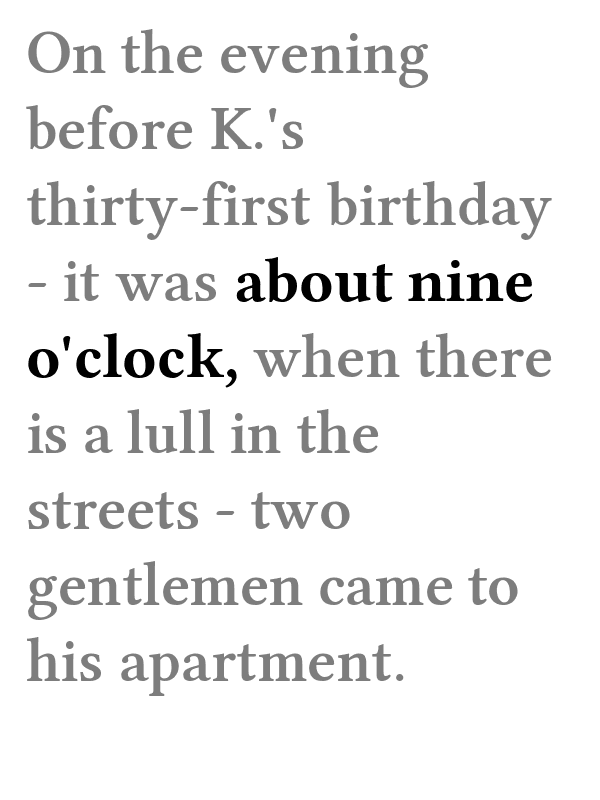 On the evening
before K.'s
thirty-first birthday
- it was about nine
o'clock, when there
is a lull in the
streets - two
gentlemen came to
his apartment.